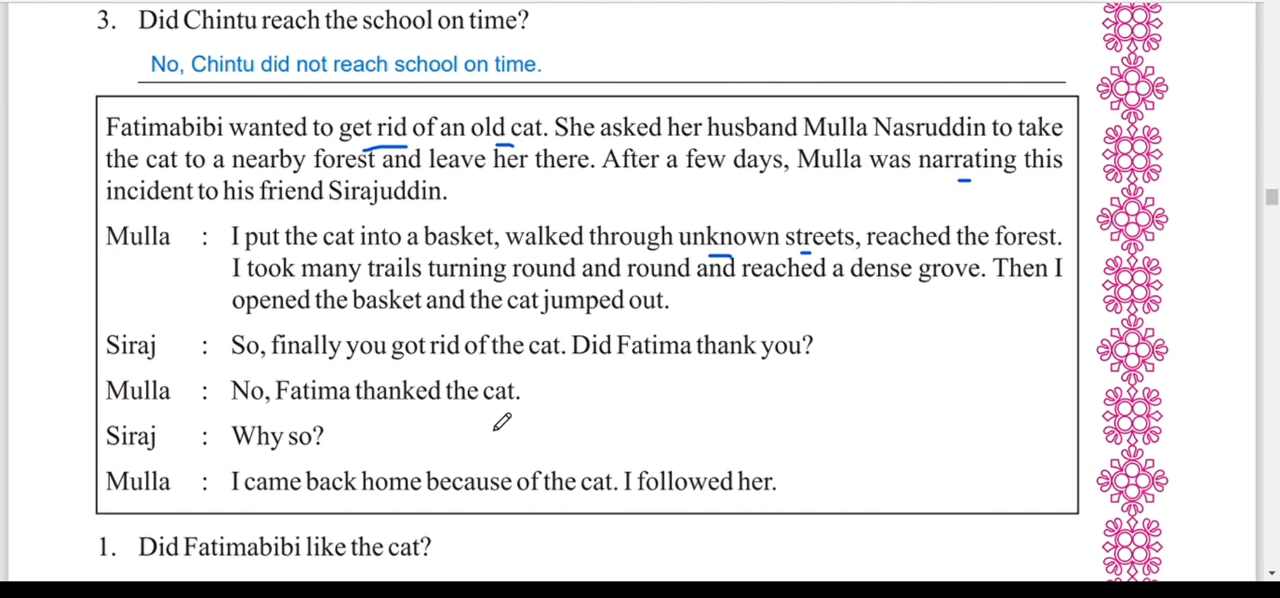 3. Did Chintu reach the school on time?
No, Chintu did not reach school on time.
Fatimabibi wanted to get rid of an old cat. She asked her husband Mulla Nasruddin to take
the cat to a nearby forest and leave her there. After a few days, Mulla was narrating this
incident to his friend Sirajuddin.
Mulla : I put the cat into a basket, walked through unknown streets, reached the forest.
I took many trails turning round and round and reached a dense grove. Then I
opened the basket and the cat jumped out.
Siraj : So, finally you got rid of the cat. Did Fatima thank you?
Mulla : No, Fatima thanked the cat.
Siraj : Why so?
Mulla : I came back home because of the cat. I followed her.
1. Did Fatimabibi like the cat?